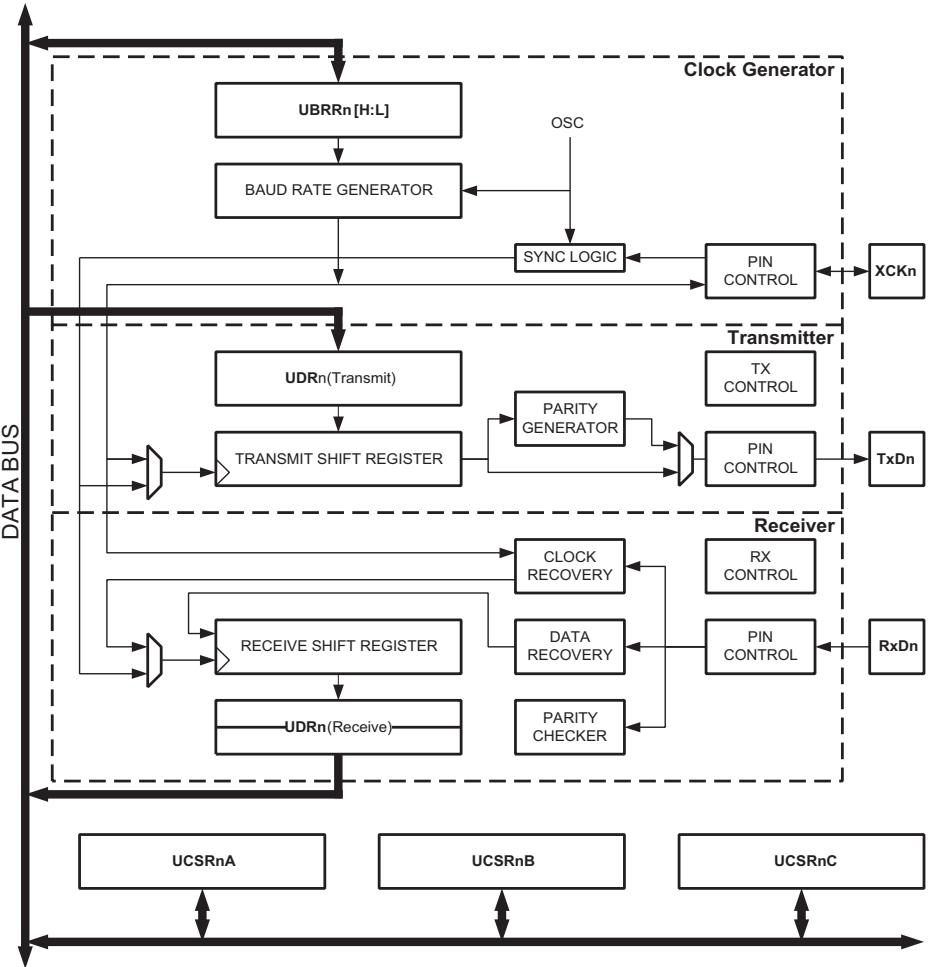 Clock Generator
UBRRn [H:L]
OSC
BAUD RATE GENERATOR
SYNC LOGIC
PIN
CONTROL
XCKn
Transmitter
UDRn(Transmit)
TX
CONTROL
PARITY
GENERATOR
TRANSMIT SHIFT REGISTER
PIN
CONTROL
TxDn
DATA BUS
Receiver
CLOCK
RECOVERY
RX
CONTROL
RECEIVE SHIFT REGISTER
DATA
RECOVERY
PIN
CONTROL
RxDn
UDRn(Receive)
PARITY
CHECKER
UCSRnA
UCSRnB
UCSRnC